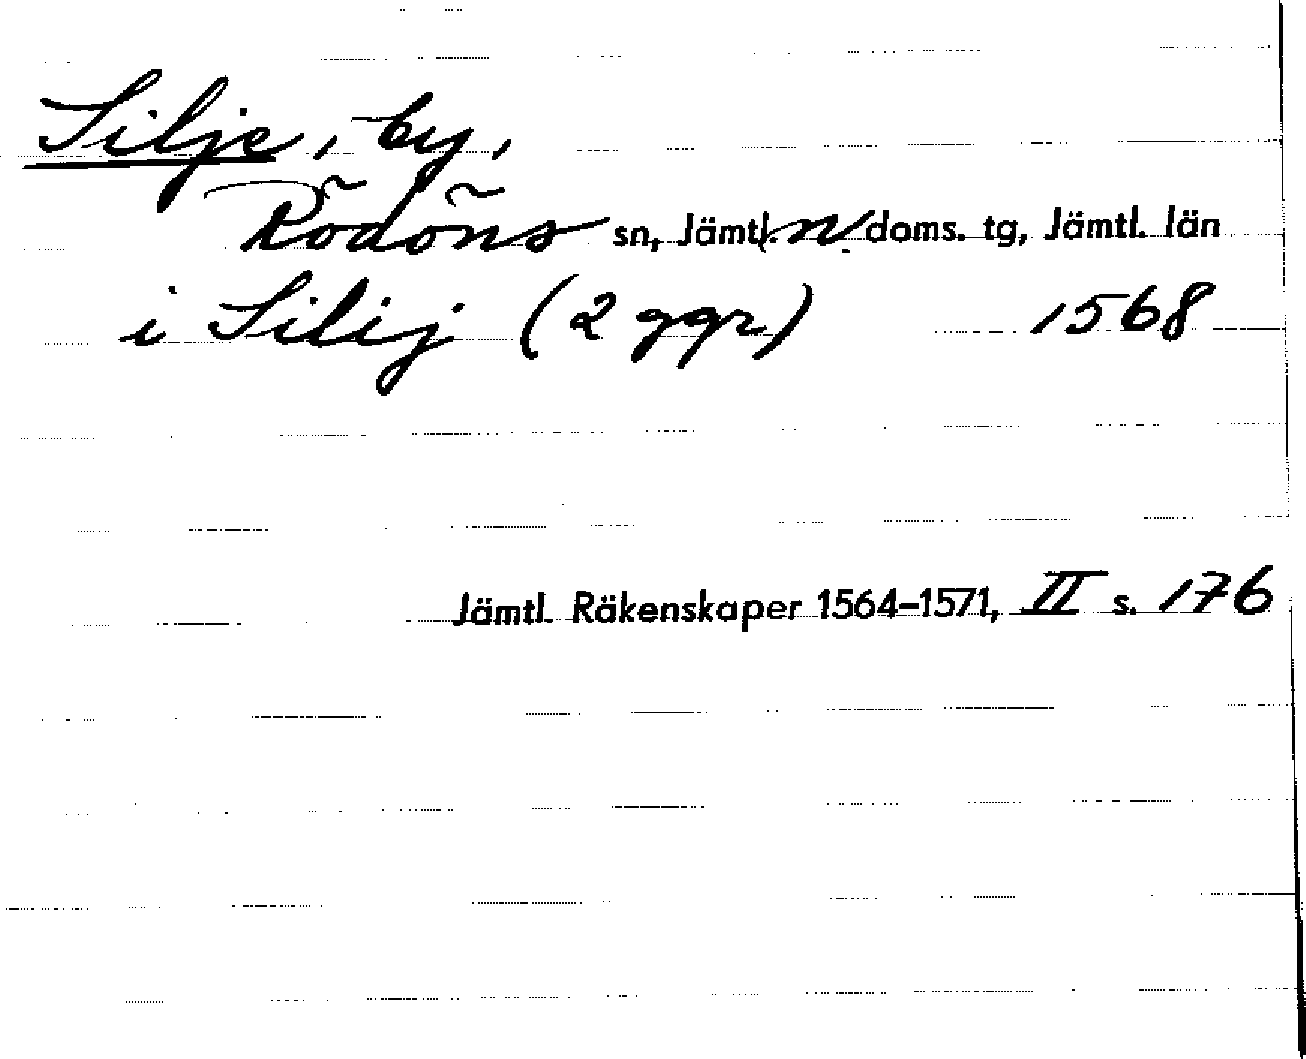 Silje, by,
Rödöns sn, Jämtl. n. doms. tg, Jämtl. län
i Silij (2 ggr) 1568
Jämtl. Räkenskaper 1564–1571, II s. 176